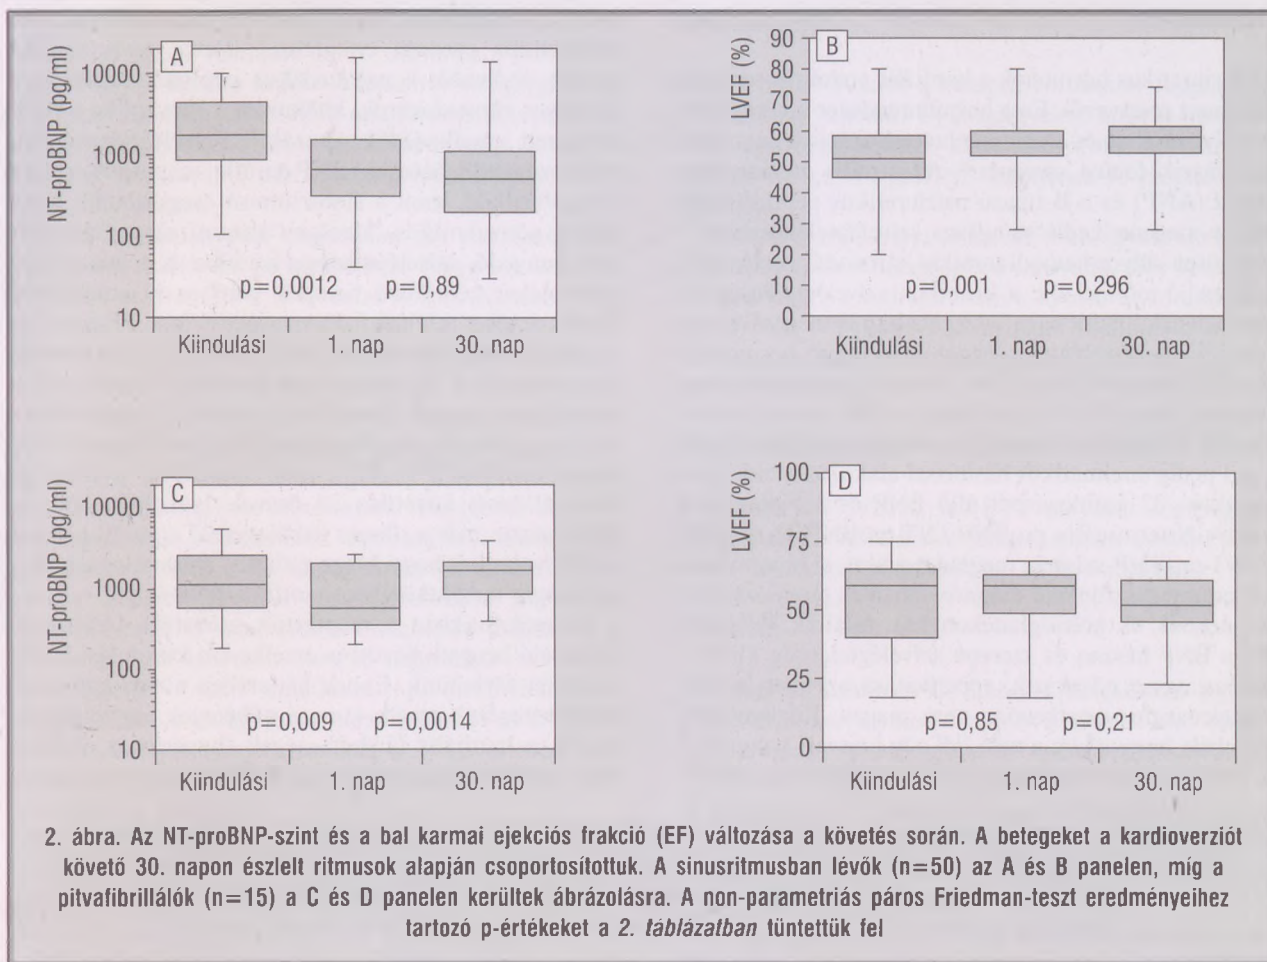 A
NT-proBNP (pg/ml)
10000
1000
100
10
p=0,0012 p=0,89
Kiindulási 1. nap 30. nap
B
LVEF (%)
90
80
70
60
50
40
30
20
10
0
p=0,001 p=0,296
Kiindulási 1. nap 30. nap
C
NT-proBNP (pg/ml)
10000
1000
100
10
p=0,009 p=0,0014
Kiindulási 1. nap 30. nap
D
LVEF (%)
100
75
50
25
0
p=0,85 p=0,21
Kiindulási 1. nap 30. nap
2. ábra. Az NT-proBNP-szint és a bal karmai ejekciós frakció (EF) változása a követés során. A betegeket a kardioverziót
követő 30. napon észlelt ritmusok alapján csoportosítottuk. A sinusritmusban lévők (n=50) az A és B panelen, míg a
pitvafibrillálók (n=15) a C és D panelen kerültek ábrázolásra. A non-parametriás páros Friedman-teszt eredményeihez
tartozó p-értékeket a 2. táblázatban tüntettük fel